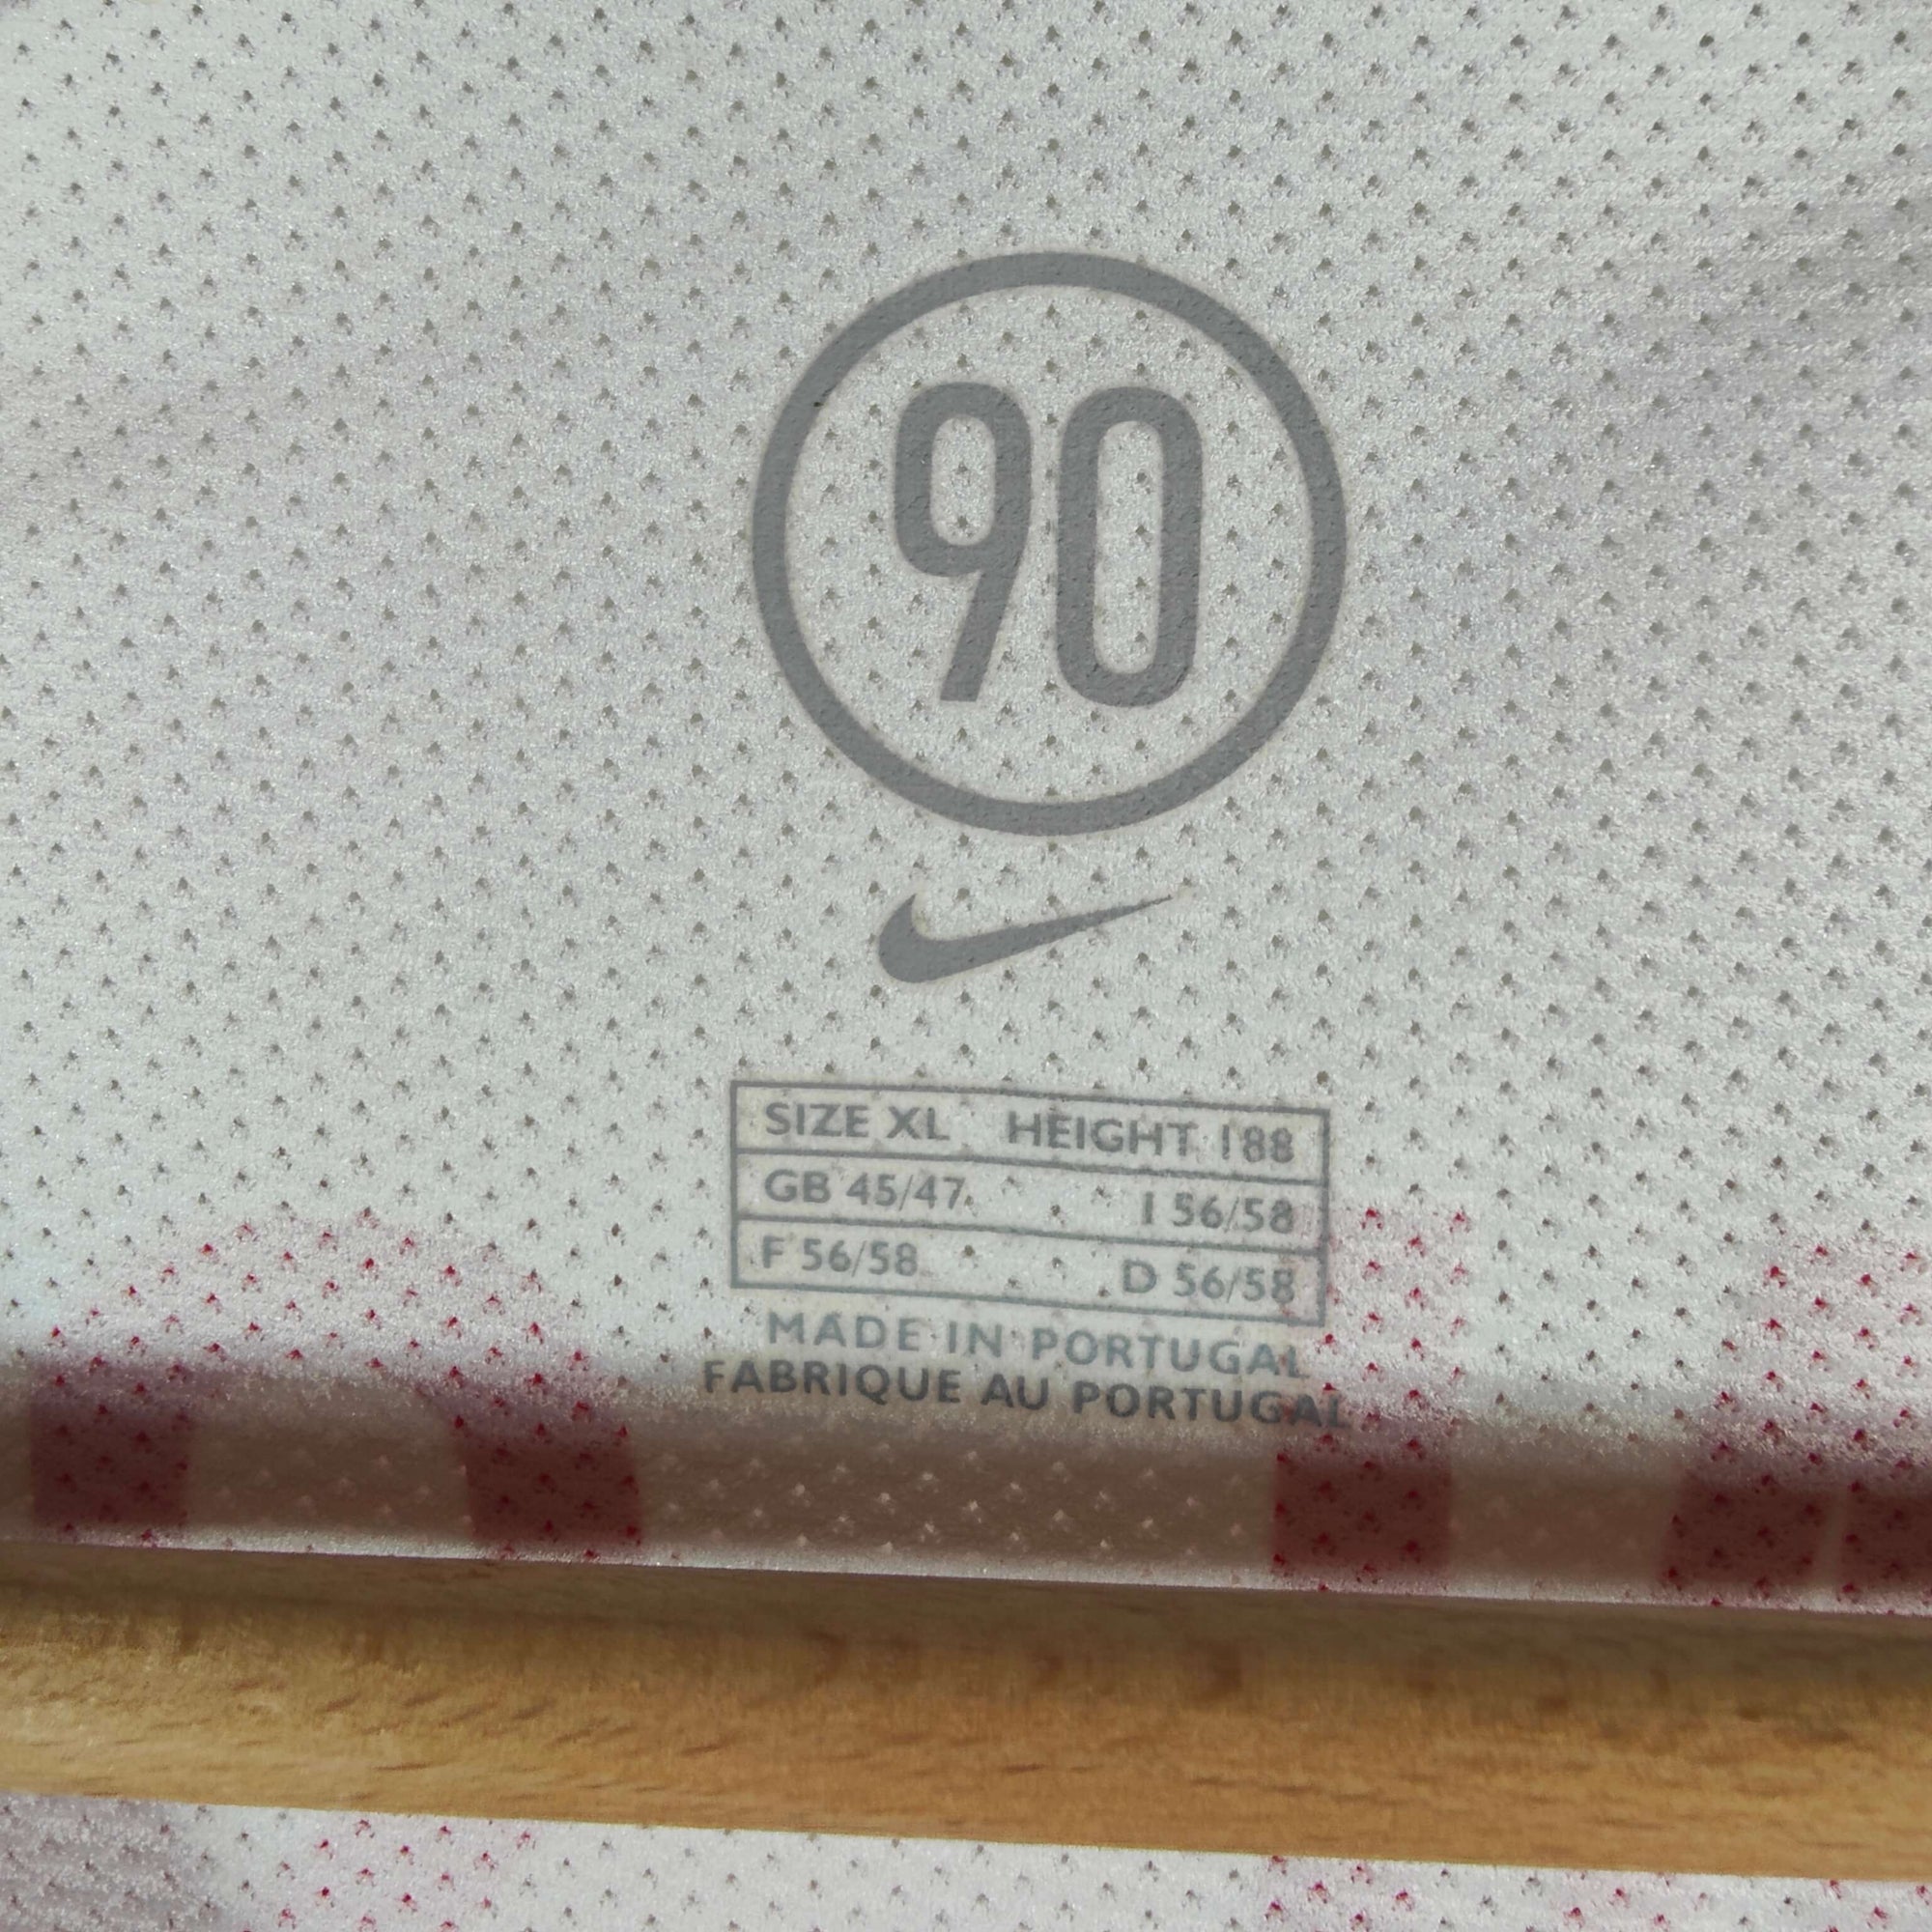 90
SIZE XL HEIGHT 188
GB 45/47 I 56/58
F 56/58 D 56/58
MADE IN PORTUGAL
FABRIQUE AU PORTUGAL